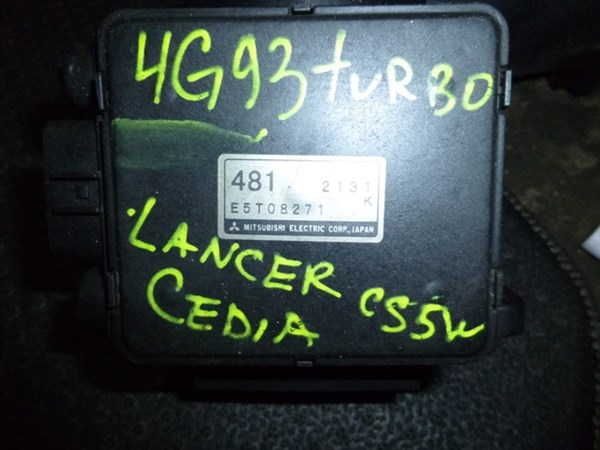 4G93 turBO
481 2131
K
E5T08271
MITSUBISHI ELECTRIC CORP., JAPAN
LANCER
CEDIA CS5W